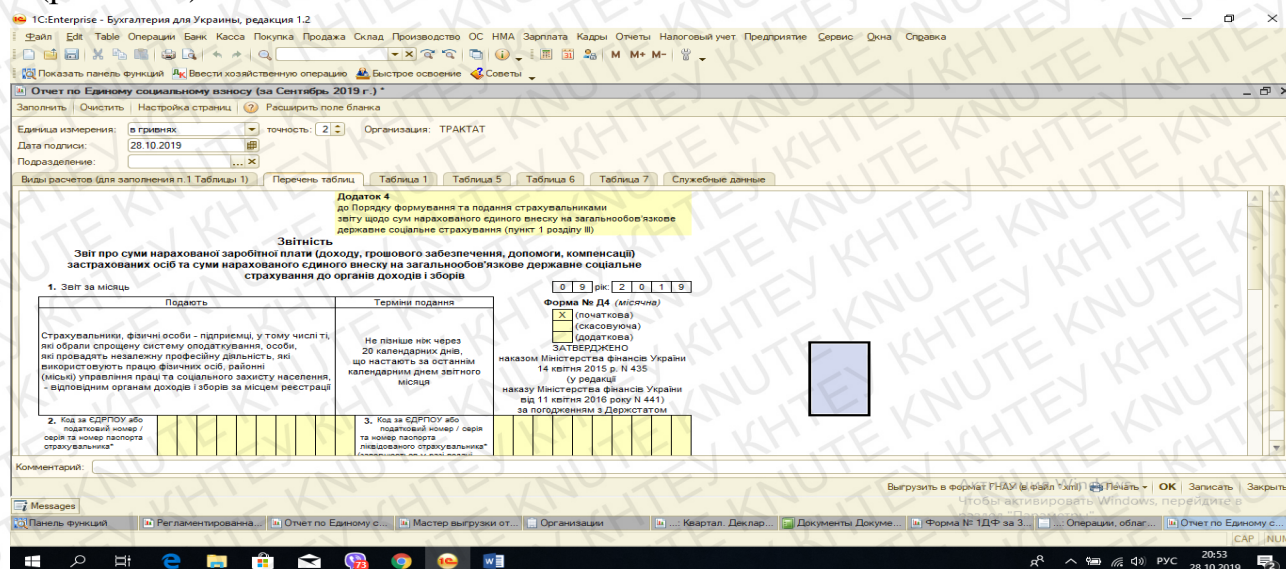 1C:Enterprise - Бухгалтерия для Украины, редакция 1.2
Файл Edit Table Операции Банк Касса Покупка Продажа Склад Производство ОС НМА Зарплата Кадры Отчеты Налоговый учет Предприятие Сервис Окна Справка
M M+ M-
Показать панель функций Ввести хозяйственную операцию Быстрое освоение Советы
Отчет по Единому социальному взносу (за Сентябрь 2019 г.) *
Заполнить Очистить Настройка страниц Расширить поле бланка
Единица измерения: в гривнях точность: 2 Организация: ТРАКТАТ
Дата подписи: 28.10.2019
Подразделение: ... ×
Виды расчетов (для заполнения п.1 Таблицы 1) Перечень таблиц Таблица 1 Таблица 5 Таблица 6 Таблица 7 Служебные данные
Додаток 4
до Порядку формування та подання страхувальниками
звіту щодо сум нарахованого єдиного внеску на загальнообов'язкове
державне соціальне страхування (пункт 1 розділу III)
Звітність
Звіт про суми нарахованої заробітної плати (доходу, грошового забезпечення, допомоги, компенсації)
застрахованих осіб та суми нарахованого єдиного внеску на загальнообов'язкове державне соціальне
страхування до органів доходів і зборів
1. Звіт за місяць 0 9 рік: 2 0 1 9
Подають
Терміни подання
Страхувальники, фізичні особи - підприємці, у тому числі ті,
які обрали спрощену систему оподаткування, особи,
які провадять незалежну професійну діяльність, які
використовують працю фізичних осіб, районні
(міські) управління праці та соціального захисту населення,
- відповідним органам доходів і зборів за місцем реєстрації
Не пізніше ніж через
20 календарних днів,
що настають за останнім
календарним днем звітного
місяця
Форма № Д4 (місячна)
X (початкова)
(скасовуюча)
(додаткова)
ЗАТВЕРДЖЕНО
наказом Міністерства фінансів України
14 квітня 2015 р. N 435
(у редакції
наказу Міністерства фінансів України
від 11 квітня 2016 року N 441)
за погодженням з Держстатом
2. Код за ЄДРПОУ або
податковий номер /
серія та номер паспорта
страхувальника*
3. Код за ЄДРПОУ або
податковий номер / серія
та номер паспорта
ліквідованого страхувальника*
Комментарий:
Выгрузить в формат ГНАУ (в файл *.xml) Печать OK Записать Закрыть
Чтобы активировать Windows, перейдите в
Messages
Панель функций Регламентированна... Отчет по Единому с... Мастер выгрузки от... Организации ...: Квартал. Деклар... Документы Докуме... Форма № 1ДФ за 3... ...: Операции, облаг... Отчет по Единому с...
CAP NUM
73 РУС 20:53
28.10.2019
KNUTE KHTEY